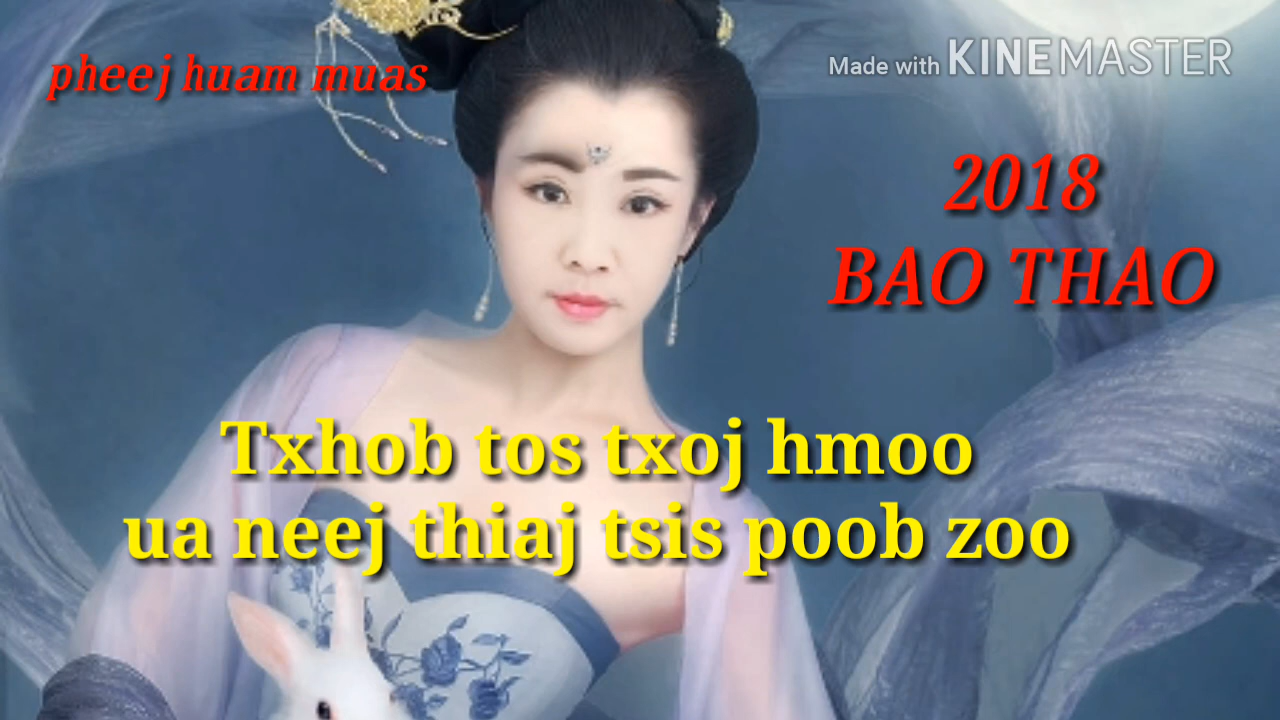 pheej huam muas
Made with KINEMASTER
2018
BAO THAO
Txhob tos txoj hmoo
ua neej thiaj tsis poob zoo